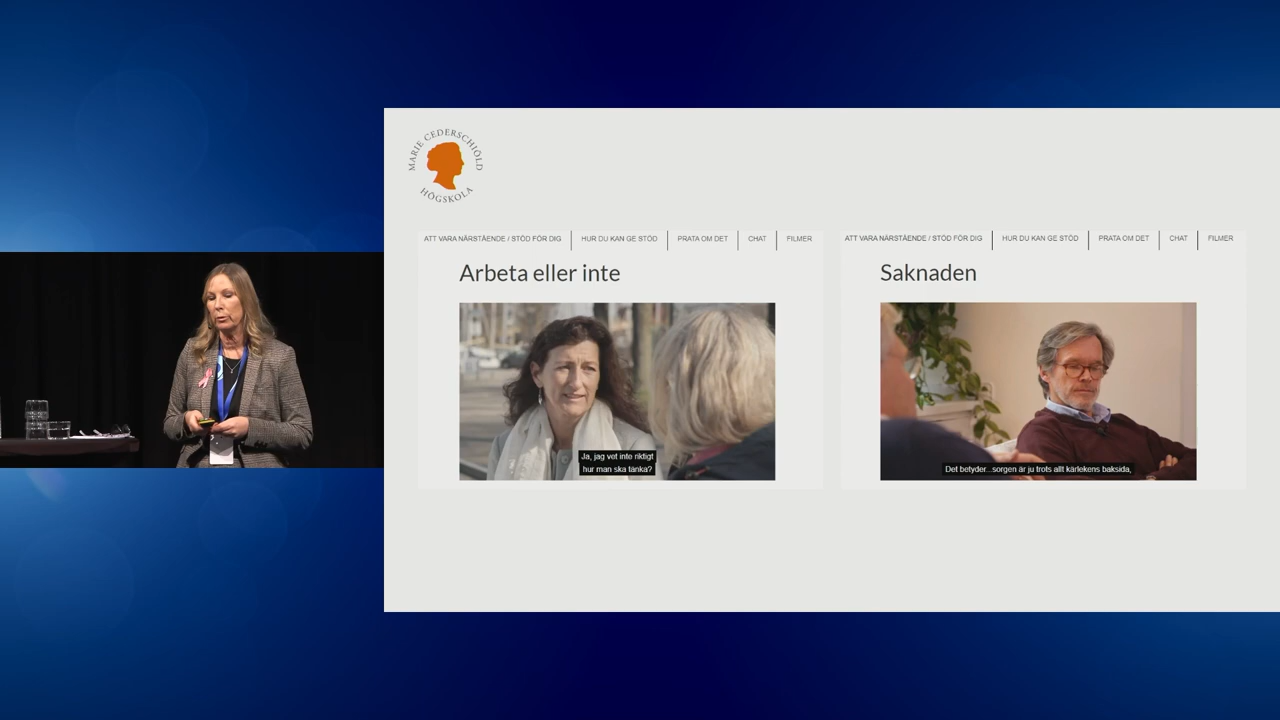 MARIE CEDERSCHIÖLD
HÖGSKOLA
ATT VARA NÄRSTÅENDE / STÖD FÖR DIG
HUR DU KAN GE STÖD
PRATA OM DET
CHAT
FILMER
Arbeta eller inte
Ja, jag vet inte riktigt
hur man ska tänka?
ATT VARA NÄRSTÅENDE / STÖD FÖR DIG
HUR DU KAN GE STÖD
PRATA OM DET
CHAT
FILMER
Saknaden
Det betyder...sorgen är ju trots allt kärlekens baksida,